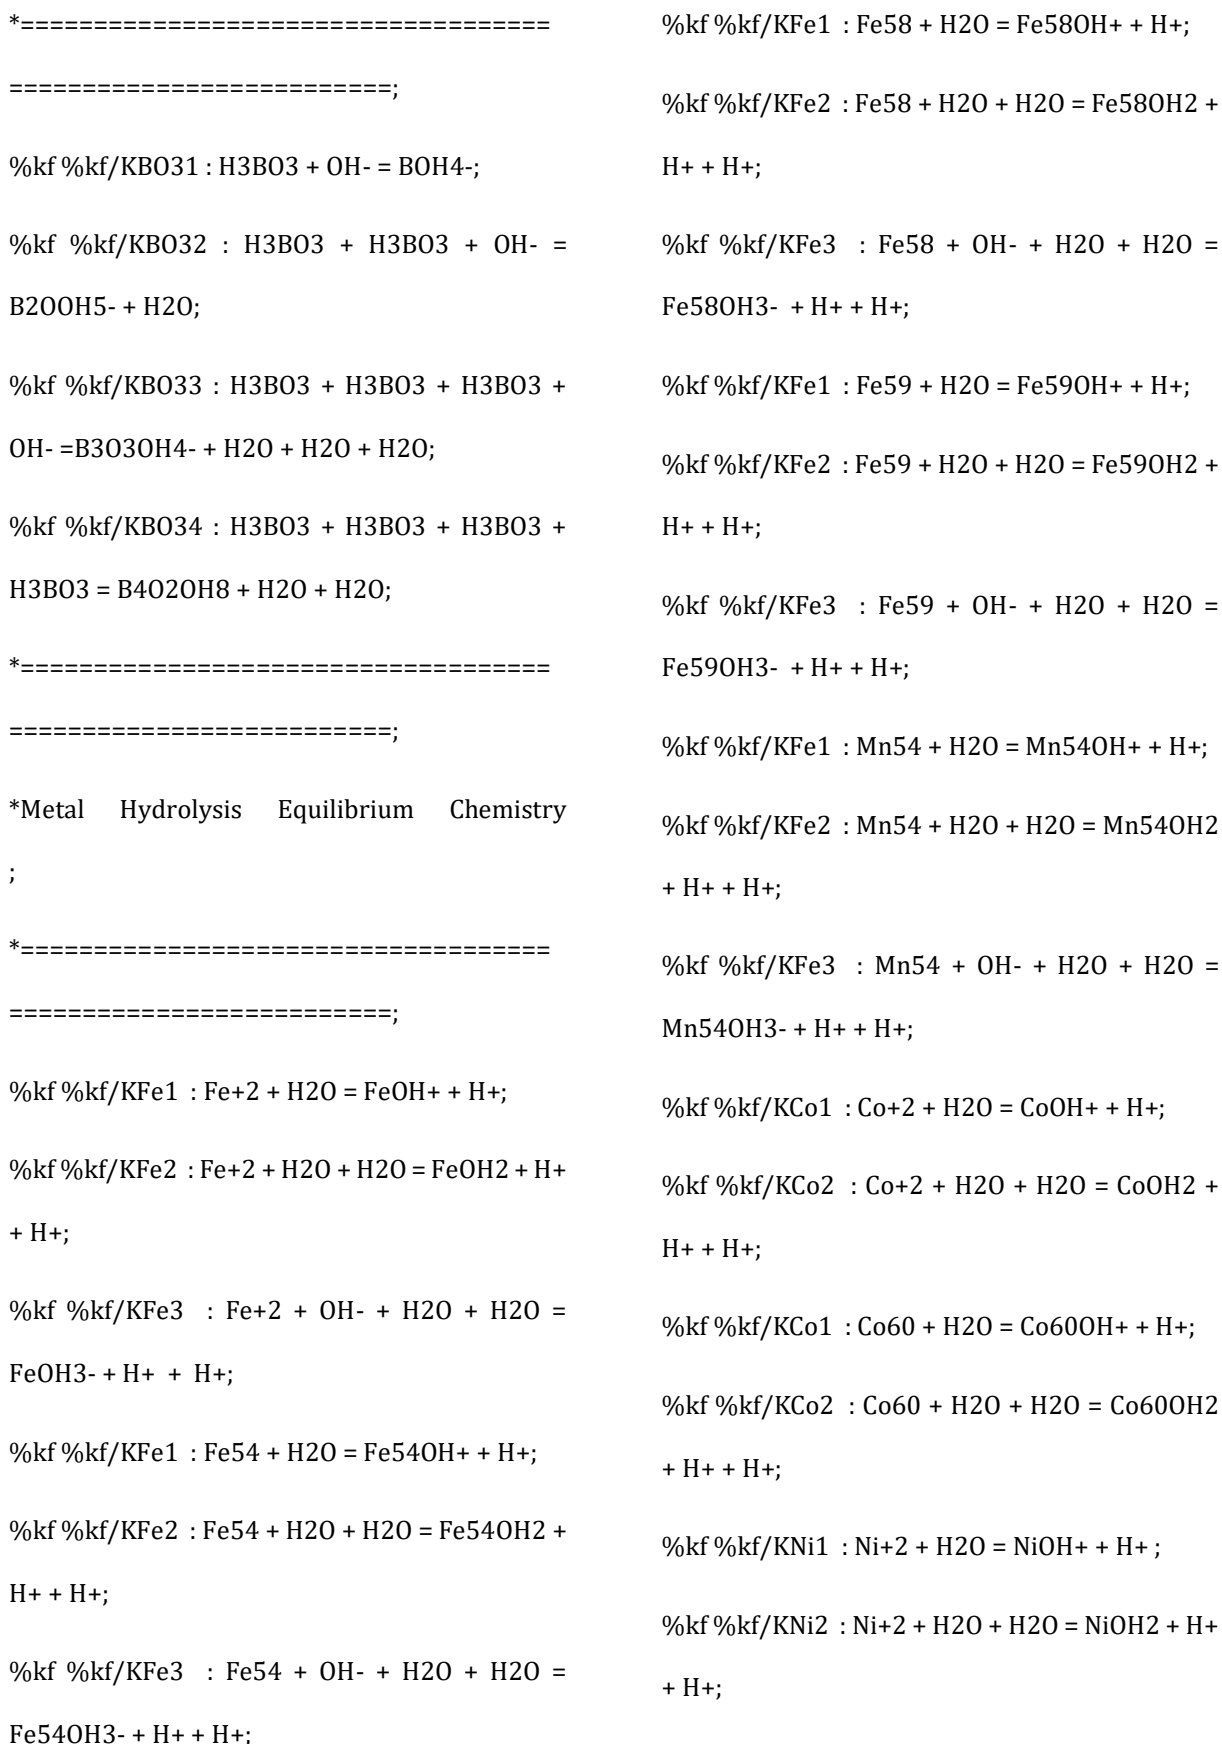 *====================================
==========================;
%kf %kf/KBO31 : H3BO3 + OH- = BOH4-;
%kf %kf/KBO32 : H3BO3 + H3BO3 + OH- =
B2OOH5- + H2O;
%kf %kf/KBO33 : H3BO3 + H3BO3 + H3BO3 +
OH- =B3O3OH4- + H2O + H2O + H2O;
%kf %kf/KBO34 : H3BO3 + H3BO3 + H3BO3 +
H3BO3 = B4O2OH8 + H2O + H2O;
*====================================
==========================;
*Metal Hydrolysis Equilibrium Chemistry
;
*====================================
==========================;
%kf %kf/KFe1 : Fe+2 + H2O = FeOH+ + H+;
%kf %kf/KFe2 : Fe+2 + H2O + H2O = FeOH2 + H+
+ H+;
%kf %kf/KFe3 : Fe+2 + OH- + H2O + H2O =
FeOH3- + H+ + H+;
%kf %kf/KFe1 : Fe54 + H2O = Fe54OH+ + H+;
%kf %kf/KFe2 : Fe54 + H2O + H2O = Fe54OH2 +
H+ + H+;
%kf %kf/KFe3 : Fe54 + OH- + H2O + H2O =
Fe54OH3- + H+ + H+;
%kf %kf/KFe1 : Fe58 + H2O = Fe58OH+ + H+;
%kf %kf/KFe2 : Fe58 + H2O + H2O = Fe58OH2 +
H+ + H+;
%kf %kf/KFe3 : Fe58 + OH- + H2O + H2O =
Fe58OH3- + H+ + H+;
%kf %kf/KFe1 : Fe59 + H2O = Fe59OH+ + H+;
%kf %kf/KFe2 : Fe59 + H2O + H2O = Fe59OH2 +
H+ + H+;
%kf %kf/KFe3 : Fe59 + OH- + H2O + H2O =
Fe59OH3- + H+ + H+;
%kf %kf/KFe1 : Mn54 + H2O = Mn54OH+ + H+;
%kf %kf/KFe2 : Mn54 + H2O + H2O = Mn54OH2
+ H+ + H+;
%kf %kf/KFe3 : Mn54 + OH- + H2O + H2O =
Mn54OH3- + H+ + H+;
%kf %kf/KCo1 : Co+2 + H2O = CoOH+ + H+;
%kf %kf/KCo2 : Co+2 + H2O + H2O = CoOH2 +
H+ + H+;
%kf %kf/KCo1 : Co60 + H2O = Co60OH+ + H+;
%kf %kf/KCo2 : Co60 + H2O + H2O = Co60OH2
+ H+ + H+;
%kf %kf/KNi1 : Ni+2 + H2O = NiOH+ + H+ ;
%kf %kf/KNi2 : Ni+2 + H2O + H2O = NiOH2 + H+
+ H+;